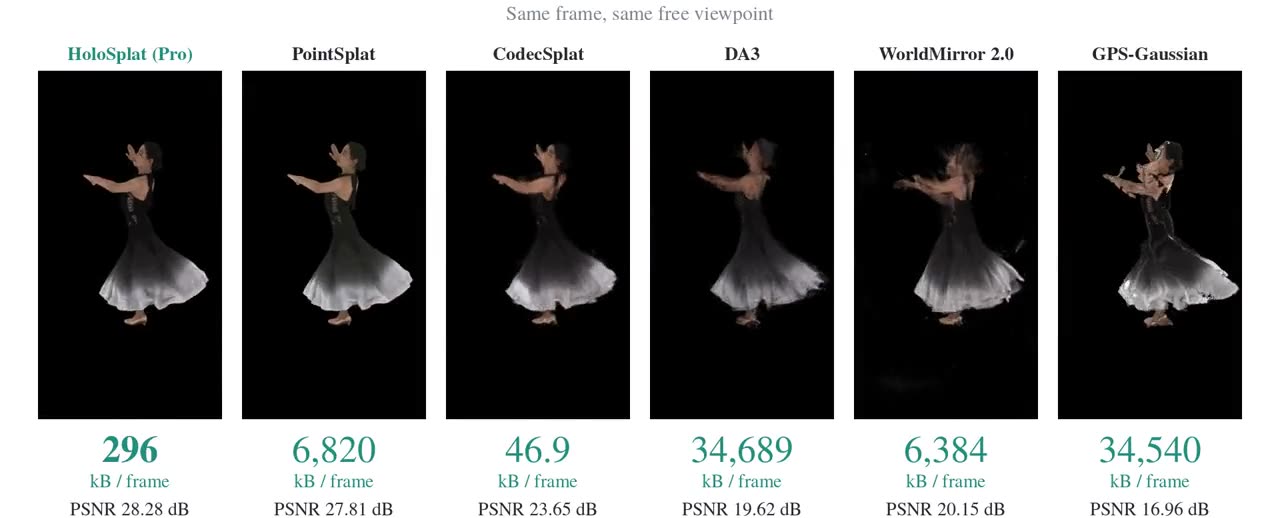 Same frame, same free viewpoint
HoloSplat (Pro) PointSplat CodecSplat DA3 WorldMirror 2.0 GPS-Gaussian
296 6,820 46.9 34,689 6,384 34,540
kB / frame kB / frame kB / frame kB / frame kB / frame kB / frame
PSNR 28.28 dB PSNR 27.81 dB PSNR 23.65 dB PSNR 19.62 dB PSNR 20.15 dB PSNR 16.96 dB